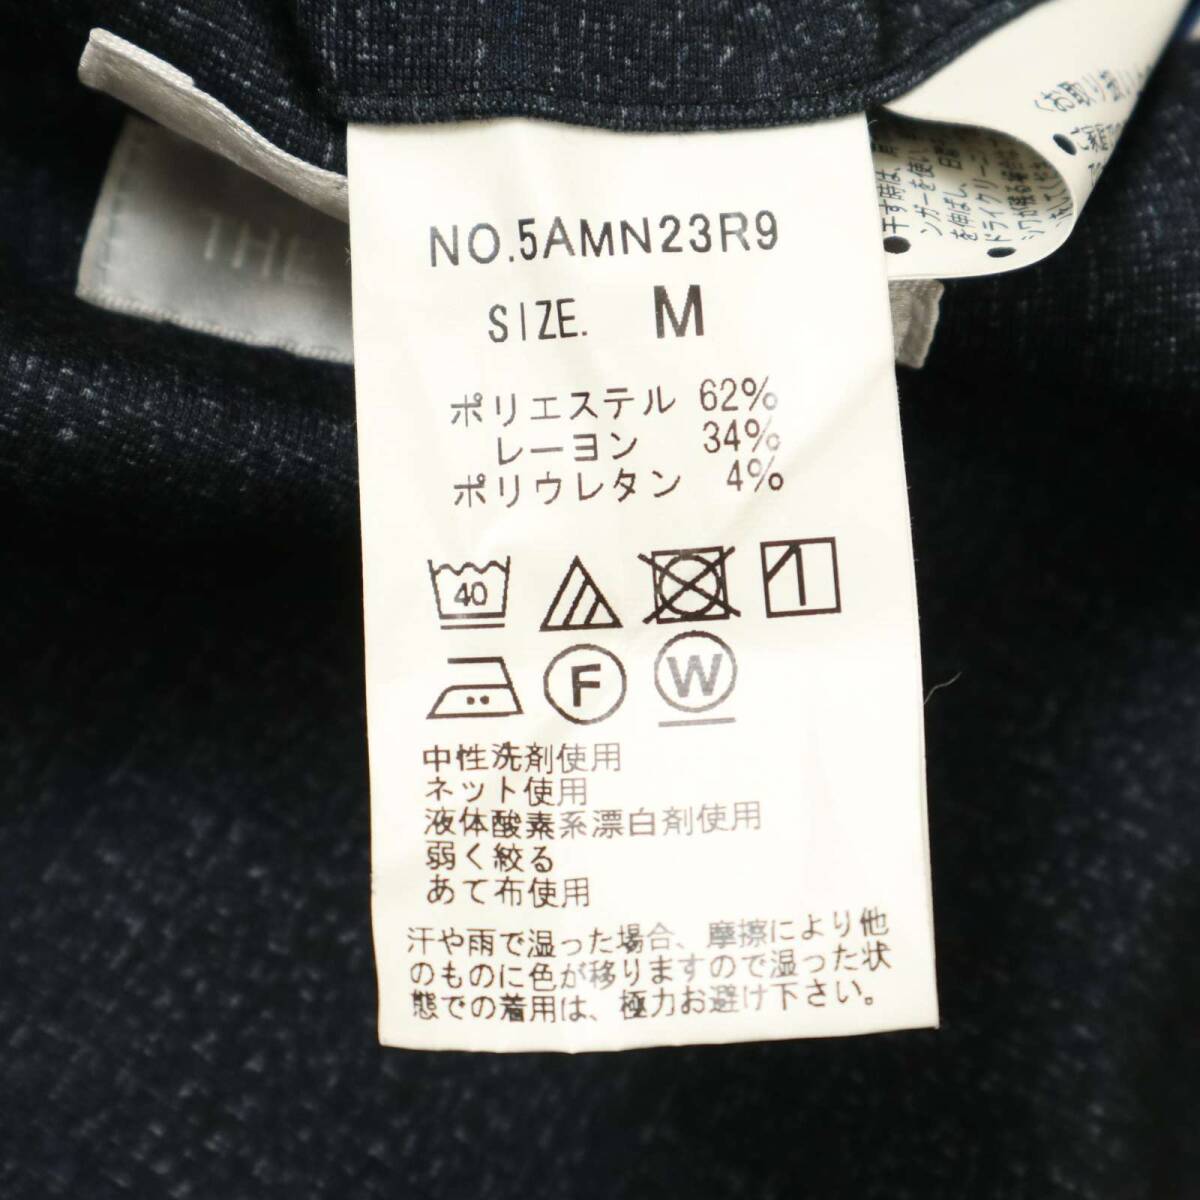 NO.5AMN23R9
SIZE. M
ポリエステル 62%
レーヨン 34%
ポリウレタン 4%
40
F
W
中性洗剤使用
ネット使用
液体酸素系漂白剤使用
弱く絞る
あて布使用
汗や雨で湿った場合、摩擦により他
のものに色が移りますので湿った状
態での着用は、極力お避け下さい。
THE
〈お取り扱い